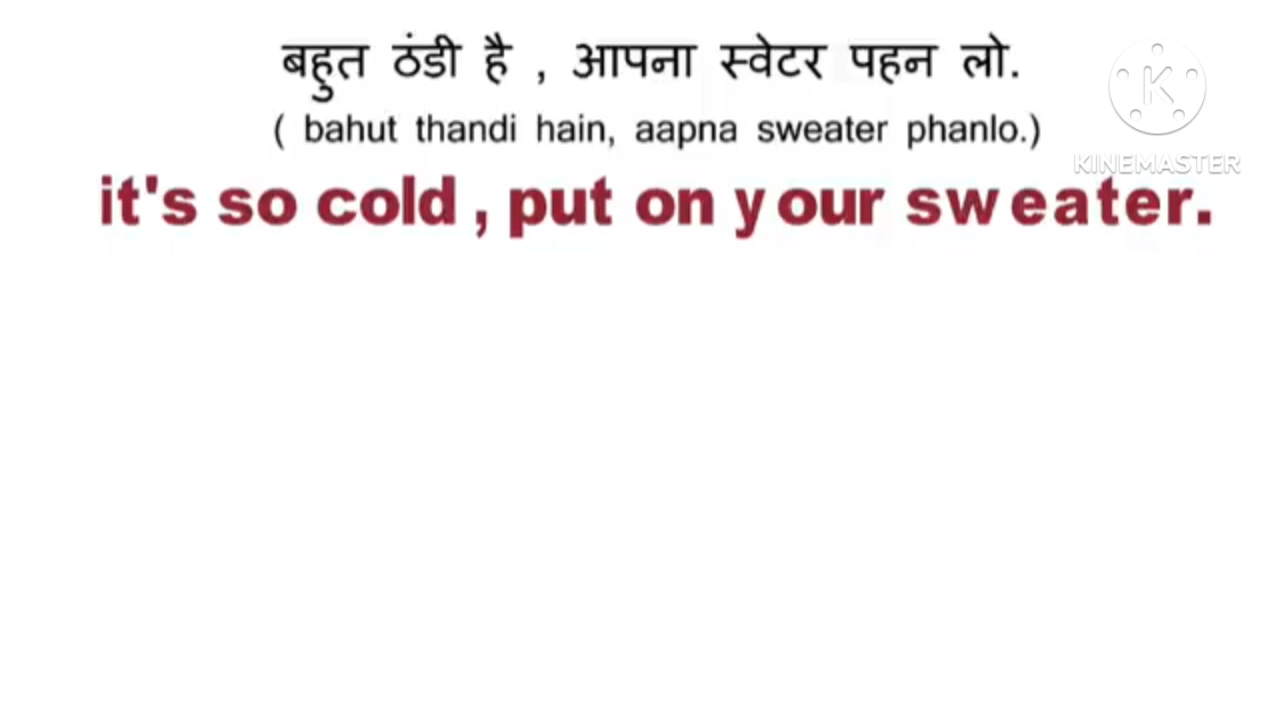 बहुत ठंडी है , आपना स्वेटर पहन लो.
( bahut thandi hain, aapna sweater phanlo.)
it's so cold , put on your sweater.
K
KINEMASTER